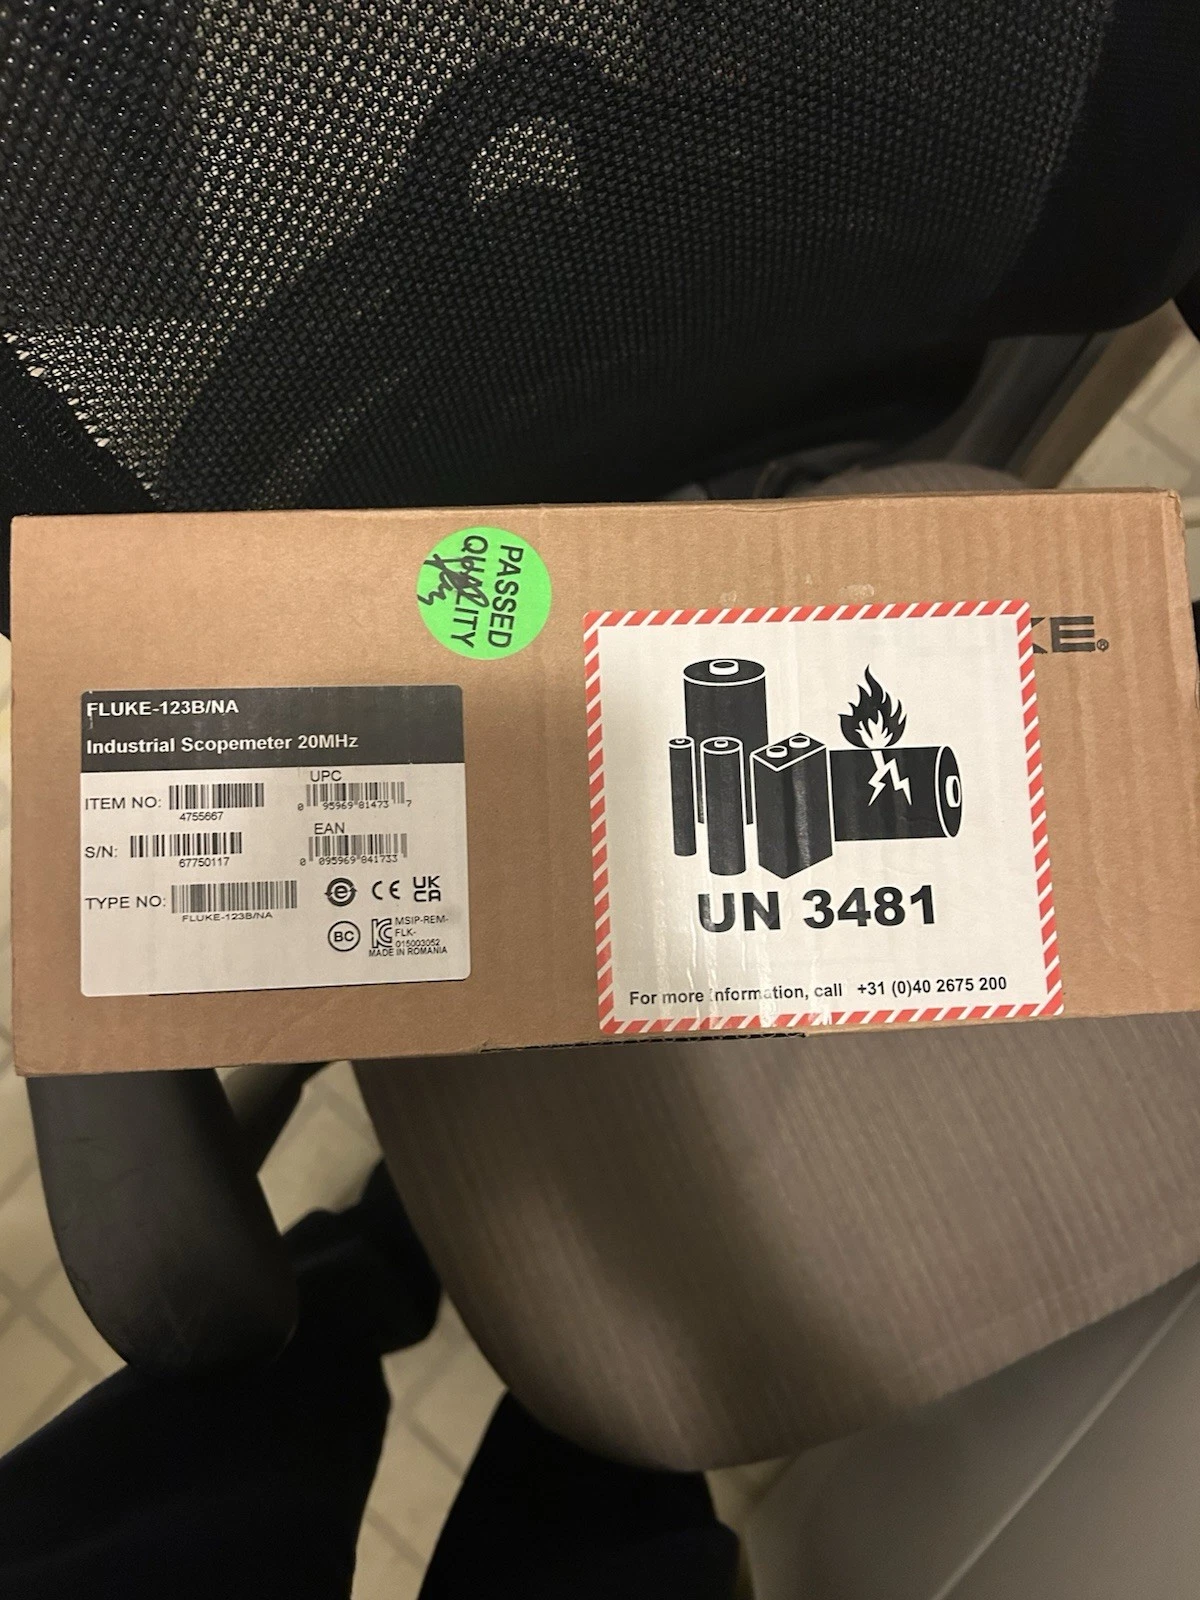 PASSED
QUALITY
KE®
FLUKE-123B/NA
Industrial Scopemeter 20MHz
ITEM NO:
4755667
UPC
0 95969 81473 7
S/N:
67750117
EAN
0 095969 841733
TYPE NO:
FLUKE-123B/NA
e
CE
UK
CA
BC
KC
MSIP-REM-
FLK-
015003052
MADE IN ROMANIA
UN 3481
For more information, call +31 (0)40 2675 200